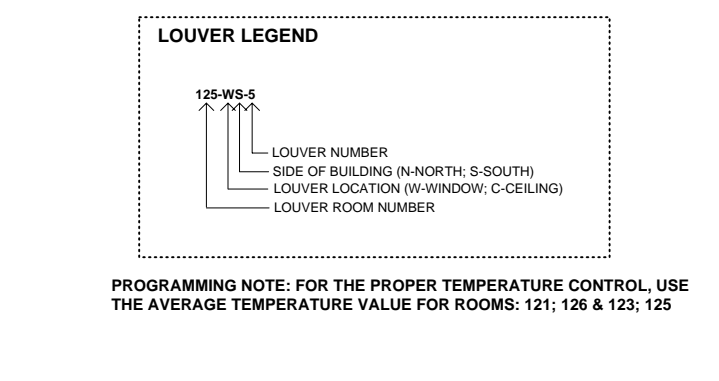 LOUVER LEGEND
125-WS-5
LOUVER NUMBER
SIDE OF BUILDING (N-NORTH; S-SOUTH)
LOUVER LOCATION (W-WINDOW; C-CEILING)
LOUVER ROOM NUMBER
PROGRAMMING NOTE: FOR THE PROPER TEMPERATURE CONTROL, USE
THE AVERAGE TEMPERATURE VALUE FOR ROOMS: 121; 126 & 123; 125